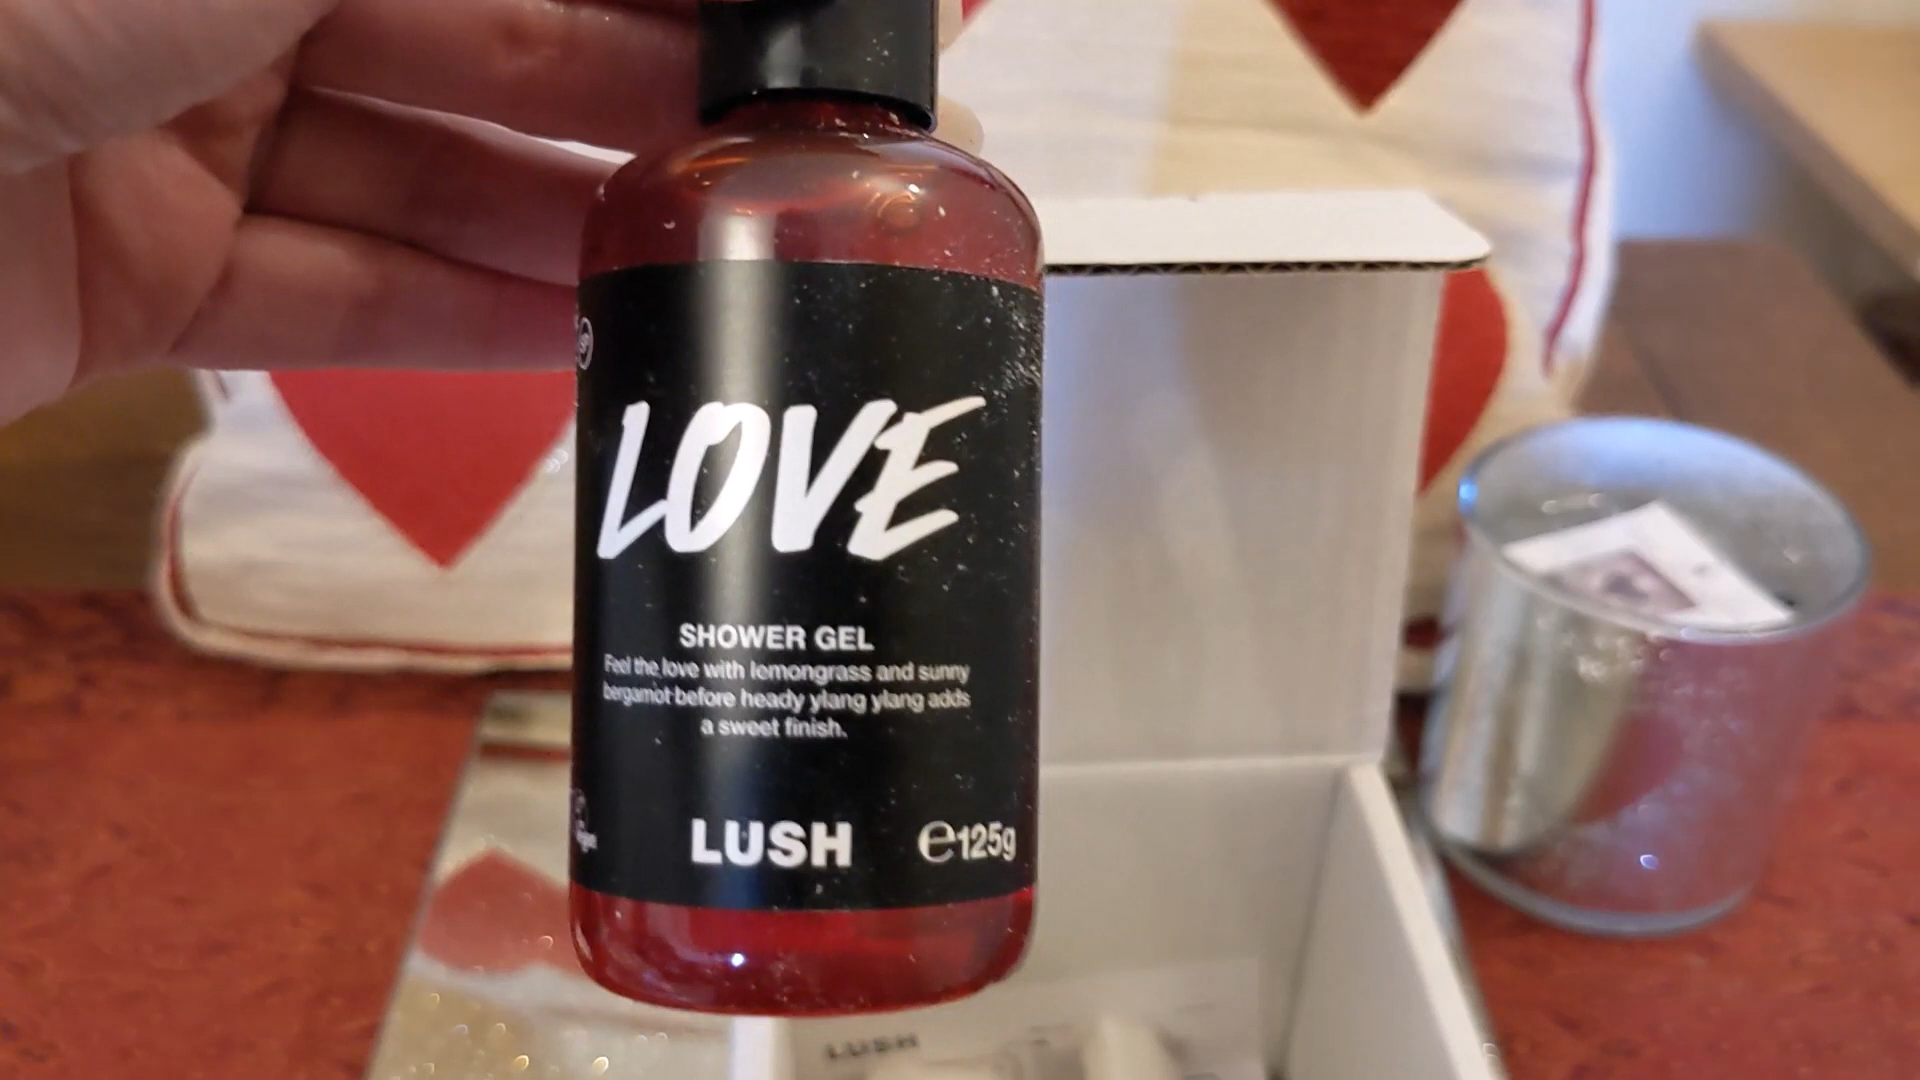 LOVE
SHOWER GEL
Feel the love with lemongrass and sunny
bergamot before heady ylang ylang adds
a sweet finish.
LUSH ℮125g
LUSH